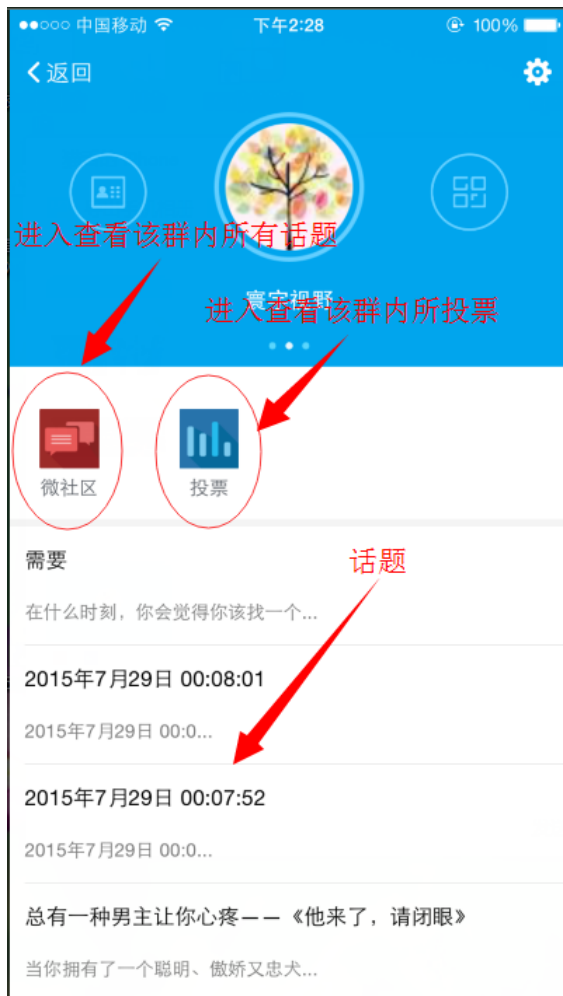 中国移动 下午2:28 100%
返回
进入查看该群内所有话题
寰宇视野
进入查看该群内所投票
微社区 投票
话题
需要
在什么时刻，你会觉得你该找一个...
2015年7月29日 00:08:01
2015年7月29日 00:0...
2015年7月29日 00:07:52
2015年7月29日 00:0...
总有一种男主让你心疼——《他来了，请闭眼》
当你拥有了一个聪明、傲娇又忠犬...